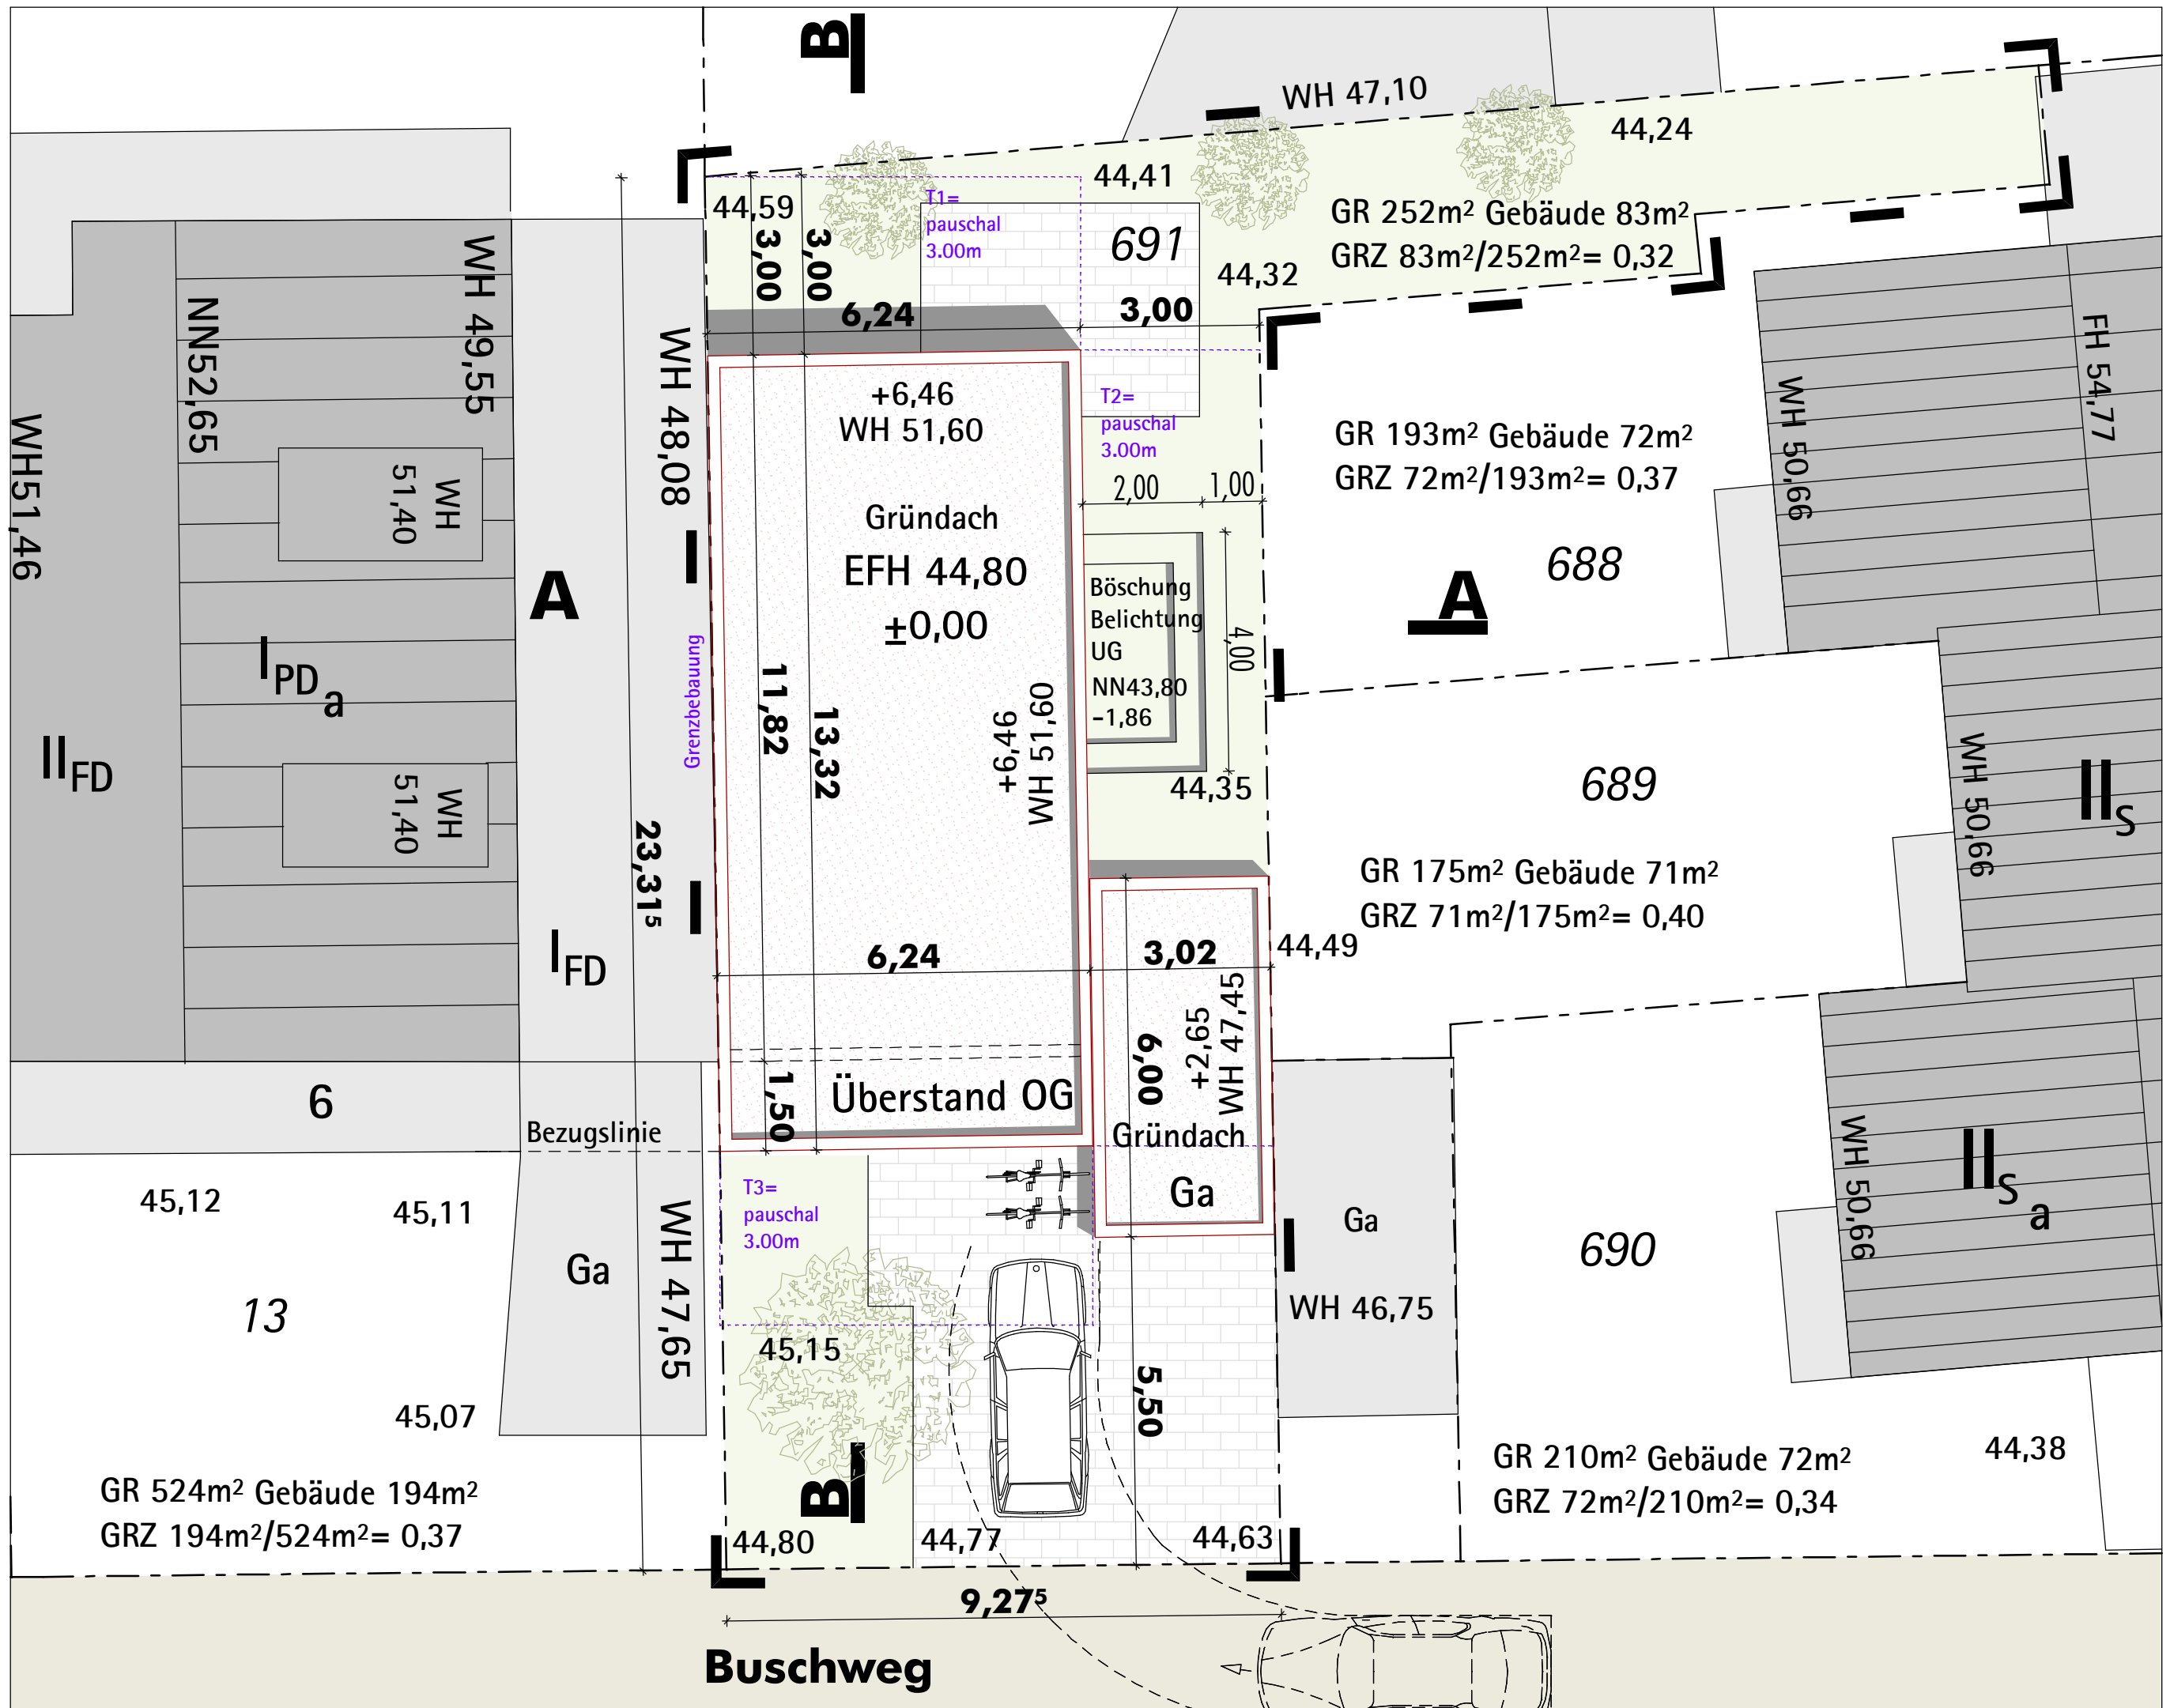 B
WH 47,10
44,24
44,41
44,59
T1=
pauschal
3.00m
691
GR 252m² Gebäude 83m²
GRZ 83m²/252m²= 0,32
44,32
3,00
3,00
6,24
3,00
WH 49,55
NN52,65
WH 48,08
WH51,46
+6,46
WH 51,60
T2=
pauschal
3.00m
GR 193m² Gebäude 72m²
GRZ 72m²/193m²= 0,37
WH 50,66
FH 54,77
WH
51,40
2,00
1,00
Gründach
EFH 44,80
±0,00
688
A
A
Böschung
Belichtung
UG
NN43,80
-1,86
4,00
Grenzbebauung
I PD a
II FD
11,82
13,32
+6,46
WH 51,60
44,35
689
WH 50,66
II S
WH
51,40
23,31⁵
GR 175m² Gebäude 71m²
GRZ 71m²/175m²= 0,40
I FD
6,24
3,02
44,49
+2,65
WH 47,45
6,00
6
1,50
Überstand OG
Bezugslinie
Gründach
Ga
45,12
45,11
T3=
pauschal
3.00m
Ga
WH 47,65
Ga
WH 46,75
690
WH 50,66
II S a
13
45,15
5,50
45,07
GR 524m² Gebäude 194m²
GRZ 194m²/524m²= 0,37
B
GR 210m² Gebäude 72m²
GRZ 72m²/210m²= 0,34
44,38
44,80
44,77
44,63
9,27⁵
Buschweg